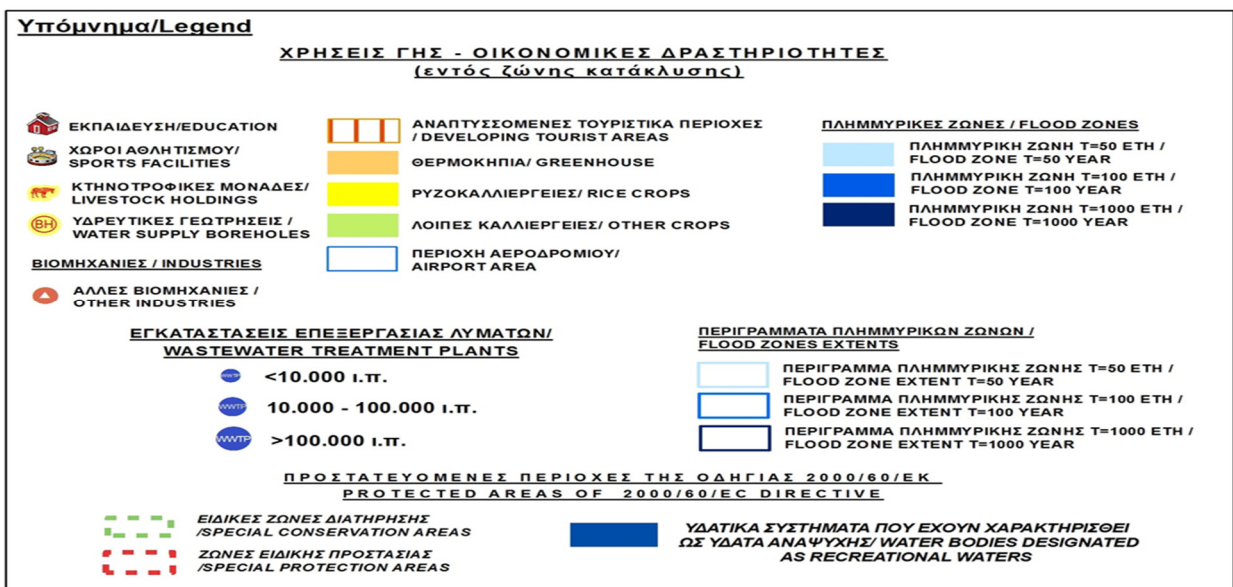 Υπόμνημα/Legend
ΧΡΗΣΕΙΣ ΓΗΣ - ΟΙΚΟΝΟΜΙΚΕΣ ΔΡΑΣΤΗΡΙΟΤΗΤΕΣ
(εντός ζώνης κατάκλυσης)
ΕΚΠΑΙΔΕΥΣΗ/EDUCATION
ΧΩΡΟΙ ΑΘΛΗΤΙΣΜΟΥ/
SPORTS FACILITIES
ΚΤΗΝΟΤΡΟΦΙΚΕΣ ΜΟΝΑΔΕΣ/
LIVESTOCK HOLDINGS
BH
ΥΔΡΕΥΤΙΚΕΣ ΓΕΩΤΡΗΣΕΙΣ /
WATER SUPPLY BOREHOLES
ΒΙΟΜΗΧΑΝΙΕΣ / INDUSTRIES
ΑΛΛΕΣ ΒΙΟΜΗΧΑΝΙΕΣ /
OTHER INDUSTRIES
ΑΝΑΠΤΥΣΣΟΜΕΝΕΣ ΤΟΥΡΙΣΤΙΚΑ ΠΕΡΙΟΧΕΣ
/ DEVELOPING TOURIST AREAS
ΘΕΡΜΟΚΗΠΙΑ/ GREENHOUSE
ΡΥΖΟΚΑΛΛΙΕΡΓΕΙΕΣ/ RICE CROPS
ΛΟΙΠΕΣ ΚΑΛΛΙΕΡΓΕΙΕΣ/ OTHER CROPS
ΠΕΡΙΟΧΗ ΑΕΡΟΔΡΟΜΙΟΥ/
AIRPORT AREA
ΠΛΗΜΜΥΡΙΚΕΣ ΖΩΝΕΣ / FLOOD ZONES
ΠΛΗΜΜΥΡΙΚΗ ΖΩΝΗ Τ=50 ΕΤΗ /
FLOOD ZONE T=50 YEAR
ΠΛΗΜΜΥΡΙΚΗ ΖΩΝΗ Τ=100 ΕΤΗ /
FLOOD ZONE T=100 YEAR
ΠΛΗΜΜΥΡΙΚΗ ΖΩΝΗ Τ=1000 ΕΤΗ /
FLOOD ZONE T=1000 YEAR
ΕΓΚΑΤΑΣΤΑΣΕΙΣ ΕΠΕΞΕΡΓΑΣΙΑΣ ΛΥΜΑΤΩΝ/
WASTEWATER TREATMENT PLANTS
WWTP <10.000 ι.π.
WWTP 10.000 - 100.000 ι.π.
WWTP >100.000 ι.π.
ΠΕΡΙΓΡΑΜΜΑΤΑ ΠΛΗΜΜΥΡΙΚΩΝ ΖΩΝΩΝ /
FLOOD ZONES EXTENTS
ΠΕΡΙΓΡΑΜΜΑ ΠΛΗΜΜΥΡΙΚΗΣ ΖΩΝΗΣ Τ=50 ΕΤΗ /
FLOOD ZONE EXTENT T=50 YEAR
ΠΕΡΙΓΡΑΜΜΑ ΠΛΗΜΜΥΡΙΚΗΣ ΖΩΝΗΣ Τ=100 ΕΤΗ /
FLOOD ZONE EXTENT T=100 YEAR
ΠΕΡΙΓΡΑΜΜΑ ΠΛΗΜΜΥΡΙΚΗΣ ΖΩΝΗΣ Τ=1000 ΕΤΗ /
FLOOD ZONE EXTENT T=1000 YEAR
ΠΡΟΣΤΑΤΕΥΟΜΕΝΕΣ ΠΕΡΙΟΧΕΣ ΤΗΣ ΟΔΗΓΙΑΣ 2000/60/ΕΚ
PROTECTED AREAS OF 2000/60/EC DIRECTIVE
ΕΙΔΙΚΕΣ ΖΩΝΕΣ ΔΙΑΤΗΡΗΣΗΣ
/SPECIAL CONSERVATION AREAS
ΖΩΝΕΣ ΕΙΔΙΚΗΣ ΠΡΟΣΤΑΣΙΑΣ
/SPECIAL PROTECTION AREAS
ΥΔΑΤΙΚΑ ΣΥΣΤΗΜΑΤΑ ΠΟΥ ΕΧΟΥΝ ΧΑΡΑΚΤΗΡΙΣΘΕΙ
ΩΣ ΥΔΑΤΑ ΑΝΑΨΥΧΗΣ/ WATER BODIES DESIGNATED
AS RECREATIONAL WATERS